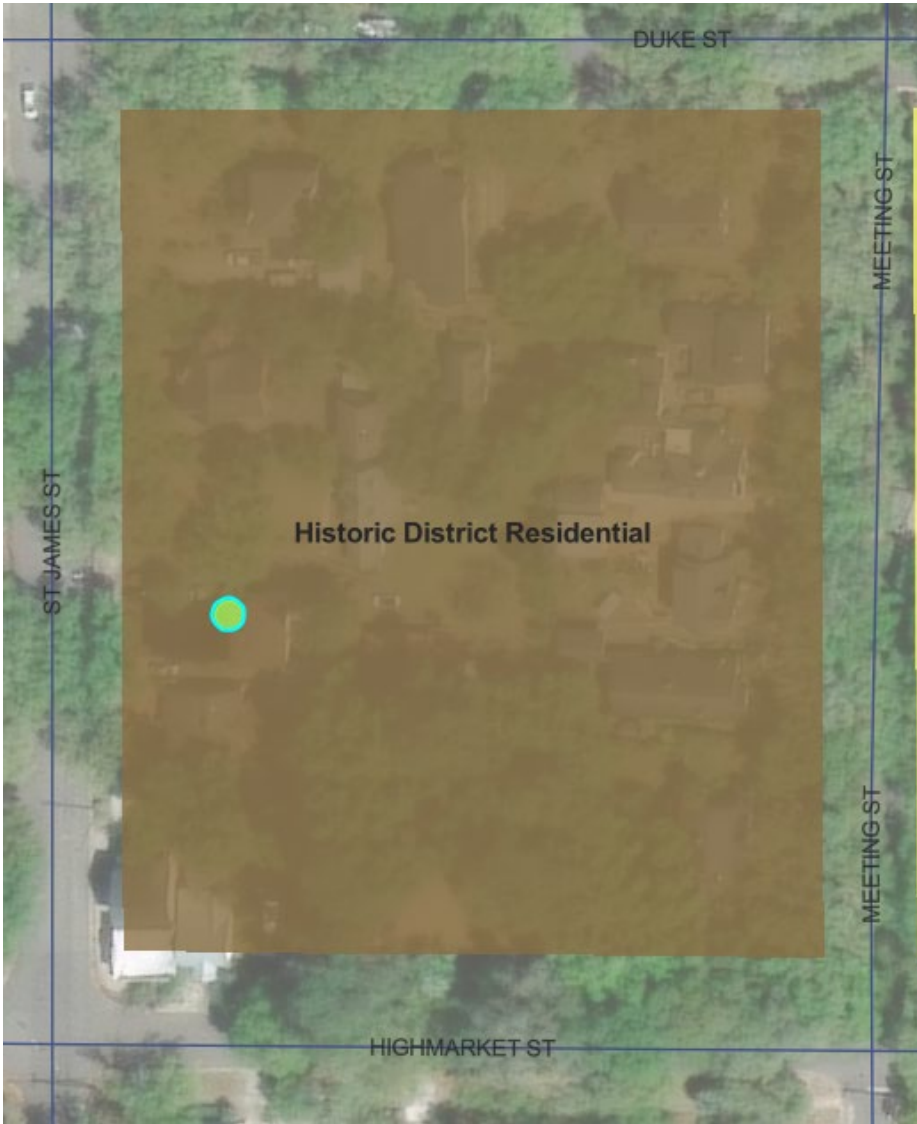 DUKE ST
MEETING ST
ST JAMES ST
Historic District Residential
MEETING ST
HIGHMARKET ST